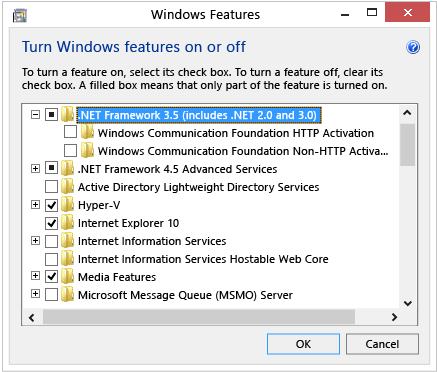 Windows Features
Turn Windows features on or off
To turn a feature on, select its check box. To turn a feature off, clear its
check box. A filled box means that only part of the feature is turned on.
.NET Framework 3.5 (includes .NET 2.0 and 3.0)
Windows Communication Foundation HTTP Activation
Windows Communication Foundation Non-HTTP Activa...
.NET Framework 4.5 Advanced Services
Active Directory Lightweight Directory Services
Hyper-V
Internet Explorer 10
Internet Information Services
Internet Information Services Hostable Web Core
Media Features
Microsoft Message Queue (MSMO) Server
OK Cancel